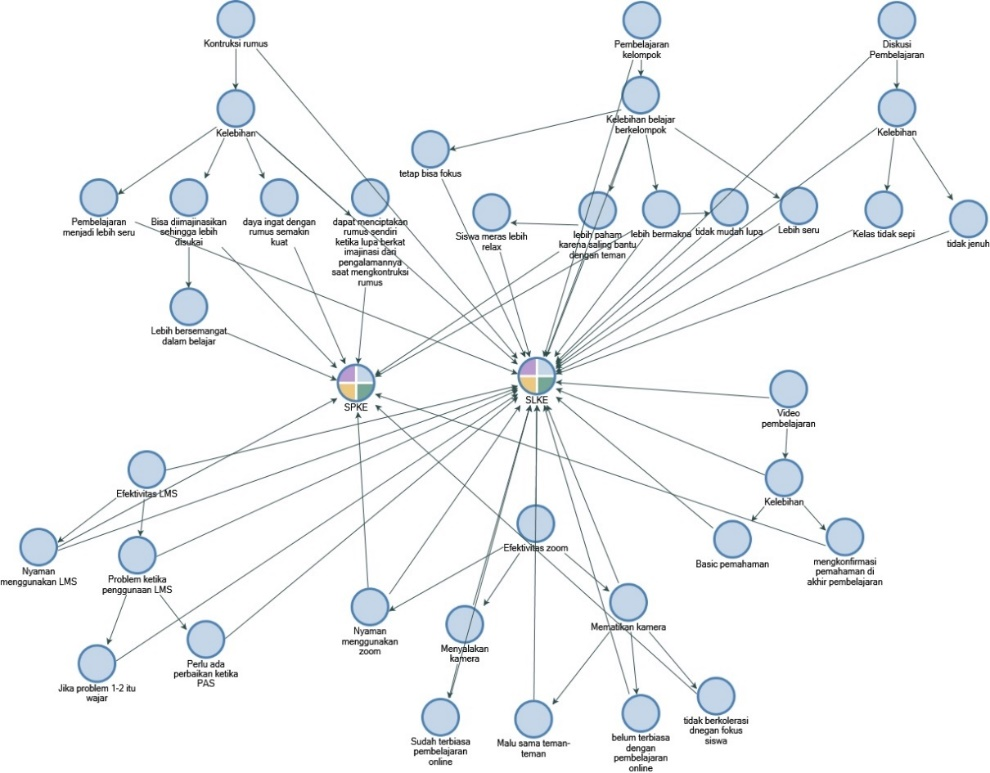 Kontruksi rumus
Pembelajaran
kelompok
Diskusi
Pembelajaran
Kelebihan
Kelebihan belajar
berkelompok
Kelebihan
tetap bisa fokus
Pembelajaran
menjadi lebih seru
Bisa diimajinasikan
sehingga lebih
disukai
daya ingat dengan
rumus semakin
kuat
dapat menciptakan
rumus sendiri
ketika lupa berkat
imajinasi dari
pengalamannya
saat mengkontruksi
rumus
Siswa meras lebih
relax
lebih paham
karena saling bantu
dengan teman
lebih bermakna
tidak mudah lupa
Lebih seru
Kelas tidak sepi
tidak jenuh
Lebih bersemangat
dalam belajar
SPKE
SLKE
Video
pembelajaran
Efektivitas LMS
Kelebihan
Nyaman
menggunakan LMS
Problem ketika
penggunaan LMS
Efektivitas zoom
Basic pemahaman
mengkonfirmasi
pemahaman di
akhir pembelajaran
Nyaman
menggunakan
zoom
Menyalakan
kamera
Mematikan kamera
Jika problem 1-2 itu
wajar
Perlu ada
perbaikan ketika
PAS
Sudah terbiasa
pembelajaran
online
Malu sama teman-
teman
belum terbiasa
dengan
pembelajaran
online
tidak berkolerasi
dnegan fokus
siswa